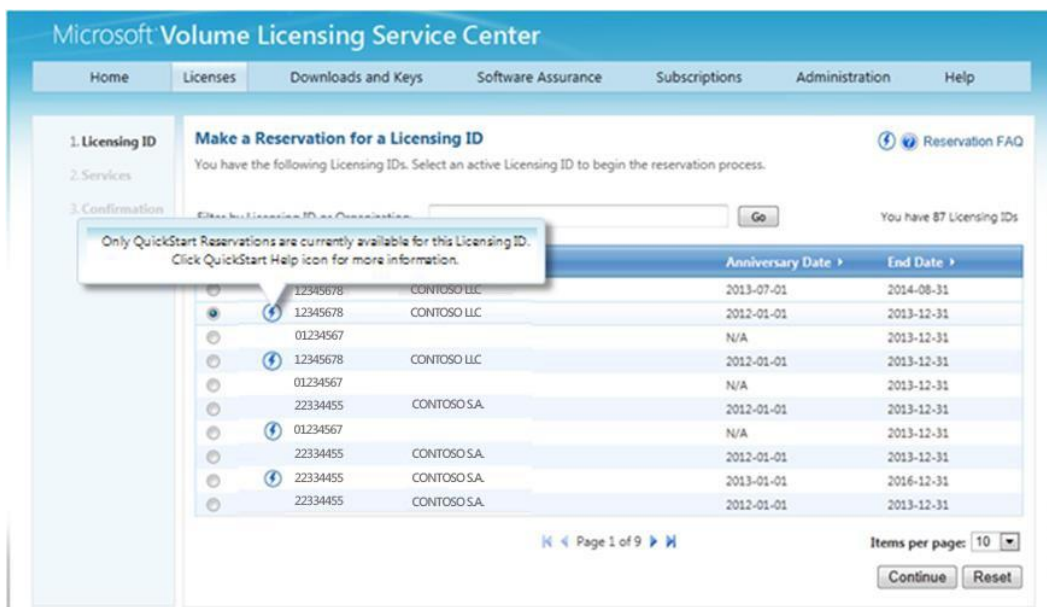 Microsoft Volume Licensing Service Center
Home Licenses Downloads and Keys Software Assurance Subscriptions Administration Help
1. Licensing ID
2. Services
3. Confirmation
Make a Reservation for a Licensing ID
Reservation FAQ
You have the following Licensing IDs. Select an active Licensing ID to begin the reservation process.
Filter by Licensing ID or Organization:
Go
You have 87 Licensing IDs
Only QuickStart Reservations are currently available for this Licensing ID.
Click QuickStart Help icon for more information.
Anniversary Date End Date
12345678 CONTOSO LLC 2013-07-01 2014-08-31
12345678 CONTOSO LLC 2012-01-01 2013-12-31
01234567 N/A 2013-12-31
12345678 CONTOSO LLC 2012-01-01 2013-12-31
01234567 N/A 2013-12-31
22334455 CONTOSO S.A. 2012-01-01 2013-12-31
01234567 N/A 2013-12-31
22334455 CONTOSO S.A. 2012-01-01 2013-12-31
22334455 CONTOSO S.A. 2013-01-01 2016-12-31
22334455 CONTOSO S.A. 2012-01-01 2013-12-31
Page 1 of 9
Items per page: 10
Continue Reset